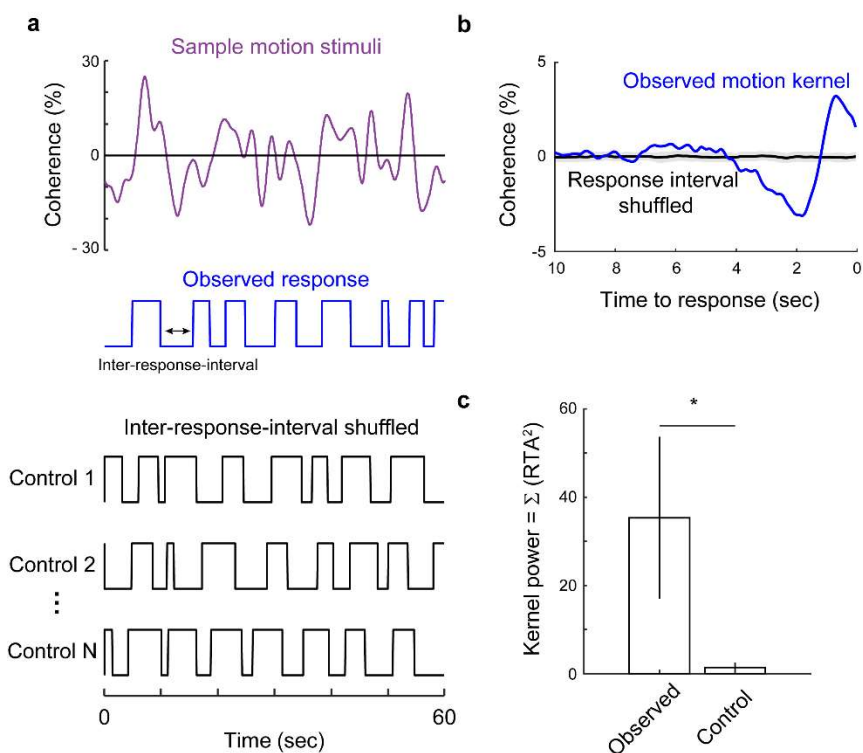 a
Sample motion stimuli
30
0
- 30
Coherence (%)
Observed response
Inter-response-interval
Inter-response-interval shuffled
Control 1
Control 2
⋮
Control N
0
60
Time (sec)
b
5
0
-5
Coherence (%)
Observed motion kernel
Response interval
shuffled
10 8 6 4 2 0
Time to response (sec)
c
60
40
20
0
Kernel power = Σ (RTA²)
*
Observed
Control